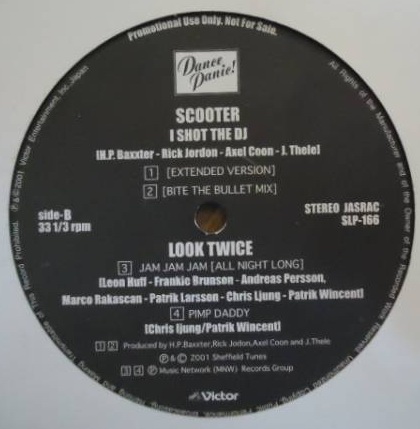 Promotional Use Only. Not For Sale.
Dance
Panic!
SCOOTER
I SHOT THE DJ
[H.P. Baxxter - Rick Jordon - Axel Coon - J. Thele]
1 [EXTENDED VERSION]
2 [BITE THE BULLET MIX]
side-B
33 1/3 rpm
STEREO JASRAC
SLP-166
LOOK TWICE
3 JAM JAM JAM [ALL NIGHT LONG]
[Leon Huff - Frankie Brunsen - Andreas Persson,
Marco Rakascan - Patrik Larsson - Chris Ljung - Patrik Wincent]
4 PIMP DADDY
[Chris ljung/Patrik Wincent]
1 2 Produced by H.P.Baxxter,Rick Jodon,Axel Coon and J.Thele
1 2 ℗&© 2001 Sheffield Tunes
3 4 ℗ Music Network (MNW) Records Group
Victor
℗&©2001 Victor Entertainment, Inc., Japan
All Rights of the Manufacturer and of the Owner of the Recorded Work Reserved.